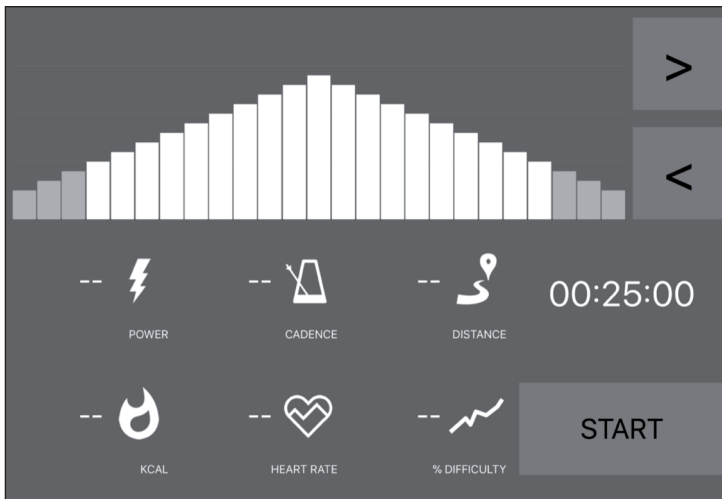 >
<
-- -- -- 00:25:00
POWER CADENCE DISTANCE
-- -- -- START
KCAL HEART RATE % DIFFICULTY